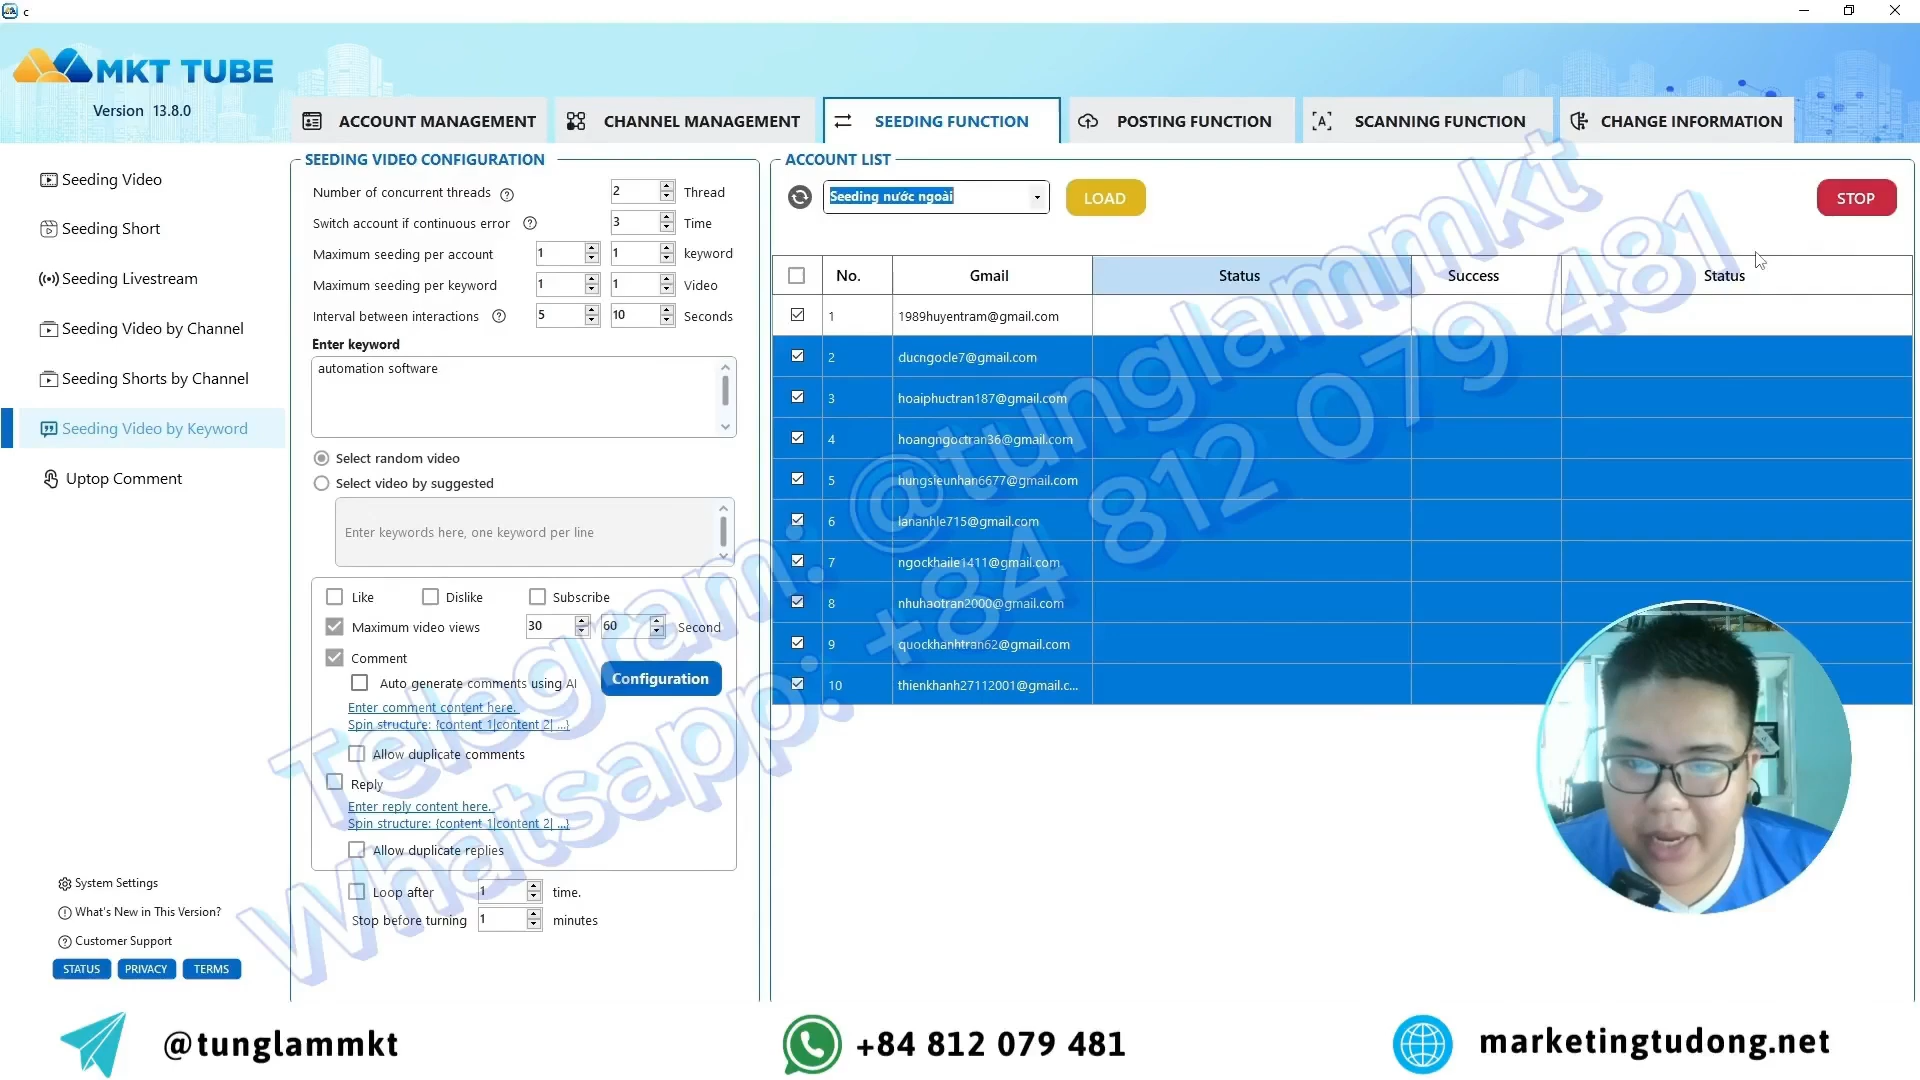 c
MKT TUBE
Version 13.8.0
ACCOUNT MANAGEMENT
CHANNEL MANAGEMENT
SEEDING FUNCTION
POSTING FUNCTION
SCANNING FUNCTION
CHANGE INFORMATION
Seeding Video
Seeding Short
Seeding Livestream
Seeding Video by Channel
Seeding Shorts by Channel
Seeding Video by Keyword
Uptop Comment
System Settings
What's New in This Version?
Customer Support
STATUS PRIVACY TERMS
SEEDING VIDEO CONFIGURATION
Number of concurrent threads 2 Thread
Switch account if continuous error 3 Time
Maximum seeding per account 1 1 keyword
Maximum seeding per keyword 1 1 Video
Interval between interactions 5 10 Seconds
Enter keyword
automation software
Select random video
Select video by suggested
Enter keywords here, one keyword per line
Like Dislike Subscribe
Maximum video views 30 60 Second
Comment
Auto generate comments using AI
Configuration
Enter comment content here.
Spin structure: {content 1|content 2| ...}
Allow duplicate comments
Reply
Enter reply content here.
Spin structure: {content 1|content 2| ...}
Allow duplicate replies
Loop after 1 time.
Stop before turning 1 minutes
ACCOUNT LIST
Seeding nước ngoài
LOAD
STOP
No. Gmail Status Success Status
1 1989huyentram@gmail.com
2 ducngocle7@gmail.com
3 hoaiphuctran187@gmail.com
4 hoangngoctran36@gmail.com
5 hungsieunhan6677@gmail.com
6 lananhle715@gmail.com
7 ngockhaile1411@gmail.com
8 nhuhaotran2000@gmail.com
9 quockhanhtran62@gmail.com
10 thienkhanh27112001@gmail.c...
Telegram: @tunglammkt
Whatsapp: +84 812 079 481
@tunglammkt
+84 812 079 481
marketingtudong.net